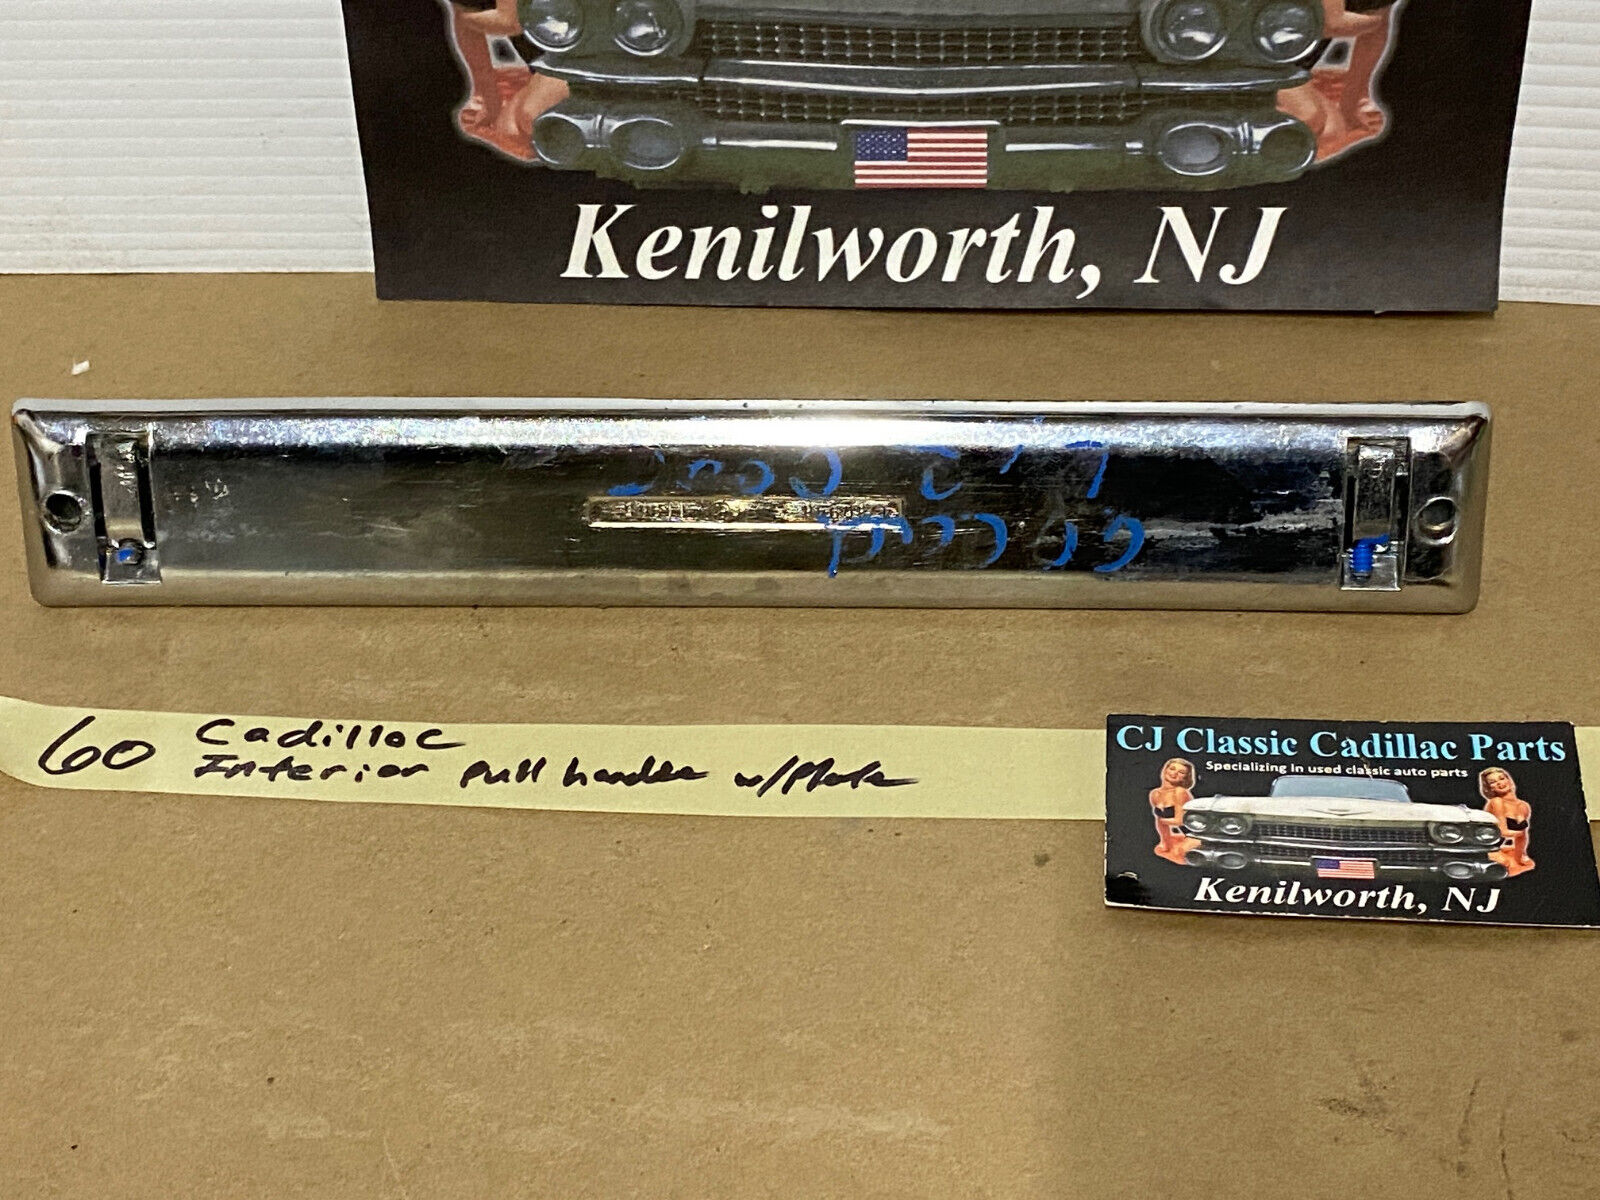 Kenilworth, NJ
60 Cadillac
Interior pull handle w/plate
CJ Classic Cadillac Parts
Specializing in used classic auto parts
Kenilworth, NJ